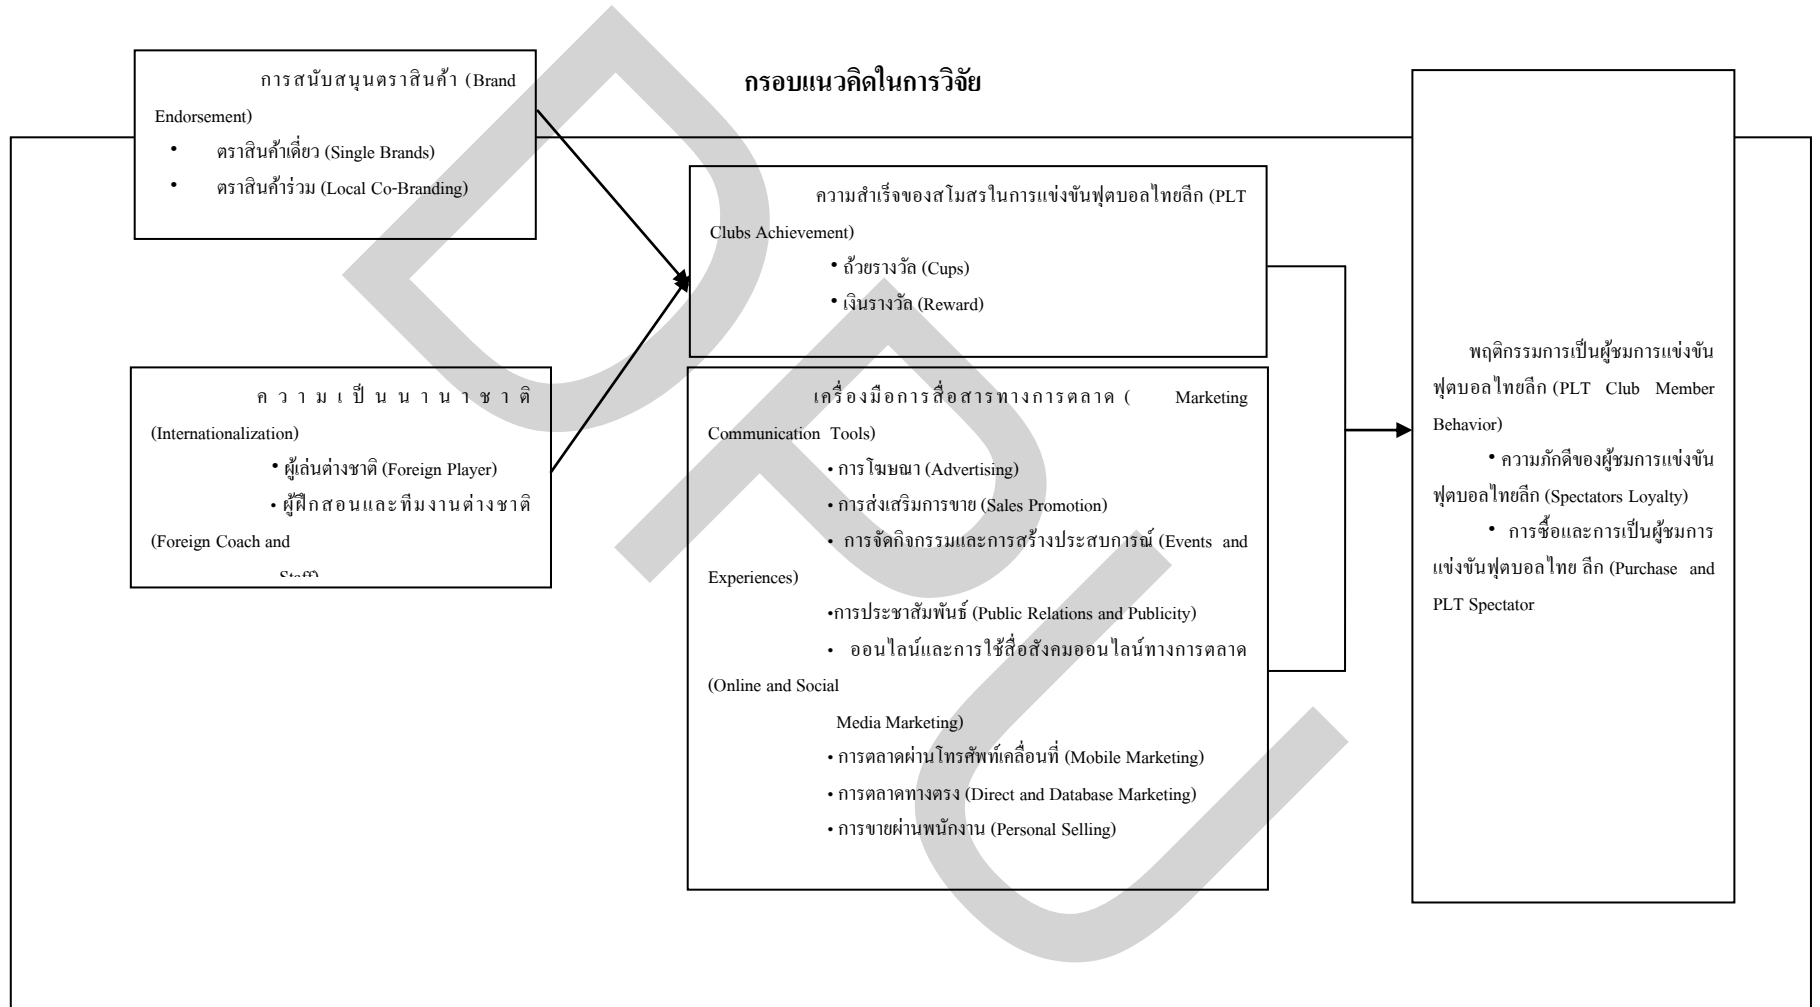 กรอบแนวคิดในการวิจัย
การสนับสนุนตราสินค้า (Brand
Endorsement)
• ตราสินค้าเดี่ยว (Single Brands)
• ตราสินค้าร่วม (Local Co-Branding)
ความเป็นนานาชาติ
(Internationalization)
• ผู้เล่นต่างชาติ (Foreign Player)
• ผู้ฝึกสอนและทีมงานต่างชาติ
(Foreign Coach and
Staff)
ความสำเร็จของสโมสรในการแข่งขันฟุตบอลไทยลีก (PLT
Clubs Achievement)
• ถ้วยรางวัล (Cups)
• เงินรางวัล (Reward)
เครื่องมือการสื่อสารทางการตลาด ( Marketing
Communication Tools)
• การโฆษณา (Advertising)
• การส่งเสริมการขาย (Sales Promotion)
• การจัดกิจกรรมและการสร้างประสบการณ์ (Events and
Experiences)
•การประชาสัมพันธ์ (Public Relations and Publicity)
• ออนไลน์และการใช้สื่อสังคมออนไลน์ทางการตลาด
(Online and Social
Media Marketing)
• การตลาดผ่านโทรศัพท์เคลื่อนที่ (Mobile Marketing)
• การตลาดทางตรง (Direct and Database Marketing)
• การขายผ่านพนักงาน (Personal Selling)
พฤติกรรมการเป็นผู้ชมการแข่งขัน
ฟุตบอลไทยลีก (PLT Club Member
Behavior)
• ความภักดีของผู้ชมการแข่งขัน
ฟุตบอลไทยลีก (Spectators Loyalty)
• การซื้อและการเป็นผู้ชมการ
แข่งขันฟุตบอลไทย ลีก (Purchase and
PLT Spectator
DPU